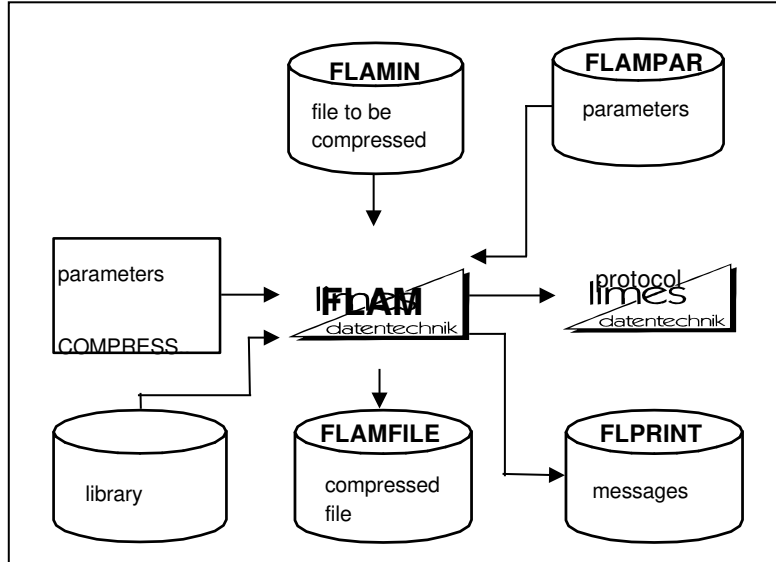 FLAMIN
file to be
compressed
FLAMPAR
parameters
parameters
COMPRESS
limes
FLAM
datentechnik
protocol
limes
datentechnik
library
FLAMFILE
compressed
file
FLPRINT
messages